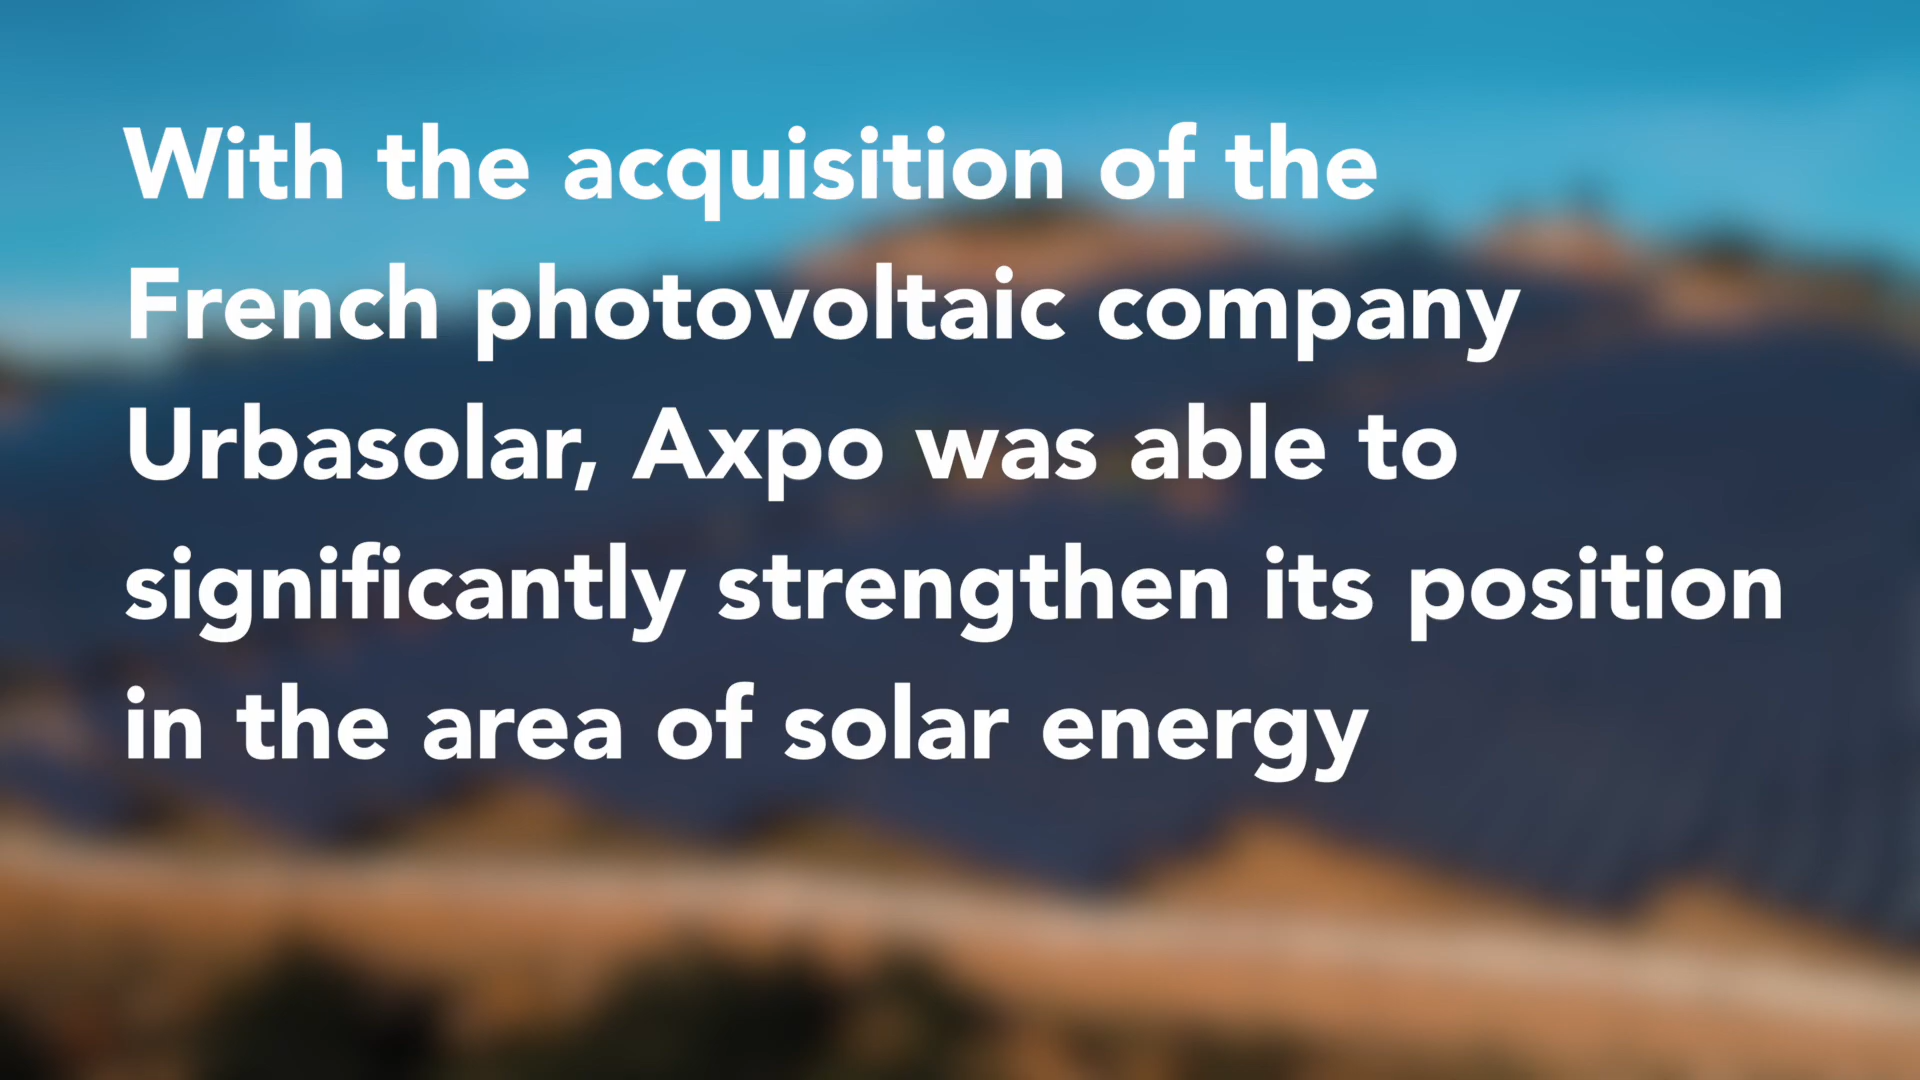 With the acquisition of the
French photovoltaic company
Urbasolar, Axpo was able to
significantly strengthen its position
in the area of solar energy